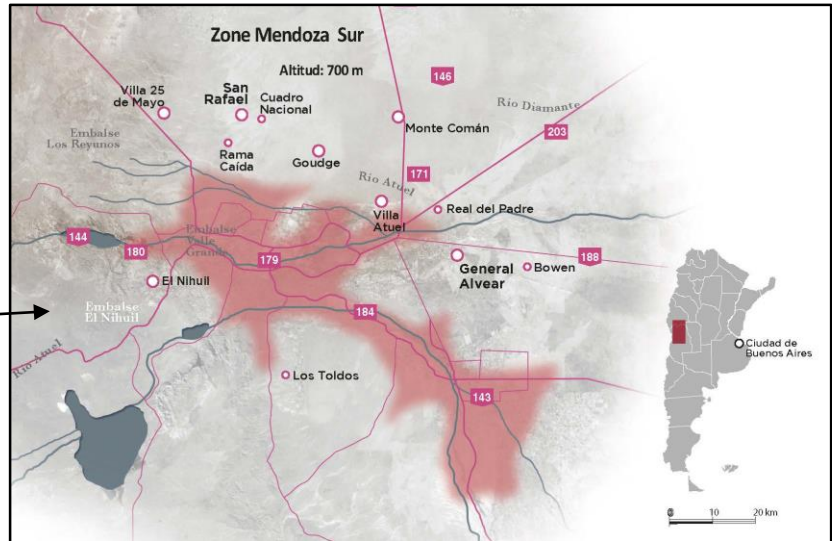 Zone Mendoza Sur
Altitud: 700 m
146
Villa 25
de Mayo
San
Rafael
Cuadro
Nacional
Río Diamante
203
Monte Comán
Embalse
Los Reyunos
Rama
Caída
Goudge
171
Río Atuel
Villa
Atuel
Real del Padre
144
180
Embalse
Valle
Grande
179
General
Alvear
188
Bowen
El Nihuil
Embalse
El Nihuil
184
Río Atuel
Los Toldos
143
Ciudad de
Buenos Aires
0 10 20 km